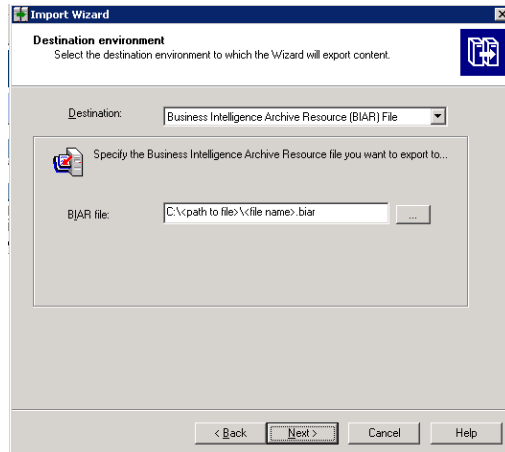 Import Wizard
Destination environment
Select the destination environment to which the Wizard will export content.
Destination:
Business Intelligence Archive Resource (BIAR) File
Specify the Business Intelligence Archive Resource file you want to export to...
BIAR file:
C:\<path to file>\<file name>.biar
...
< Back
Next >
Cancel
Help